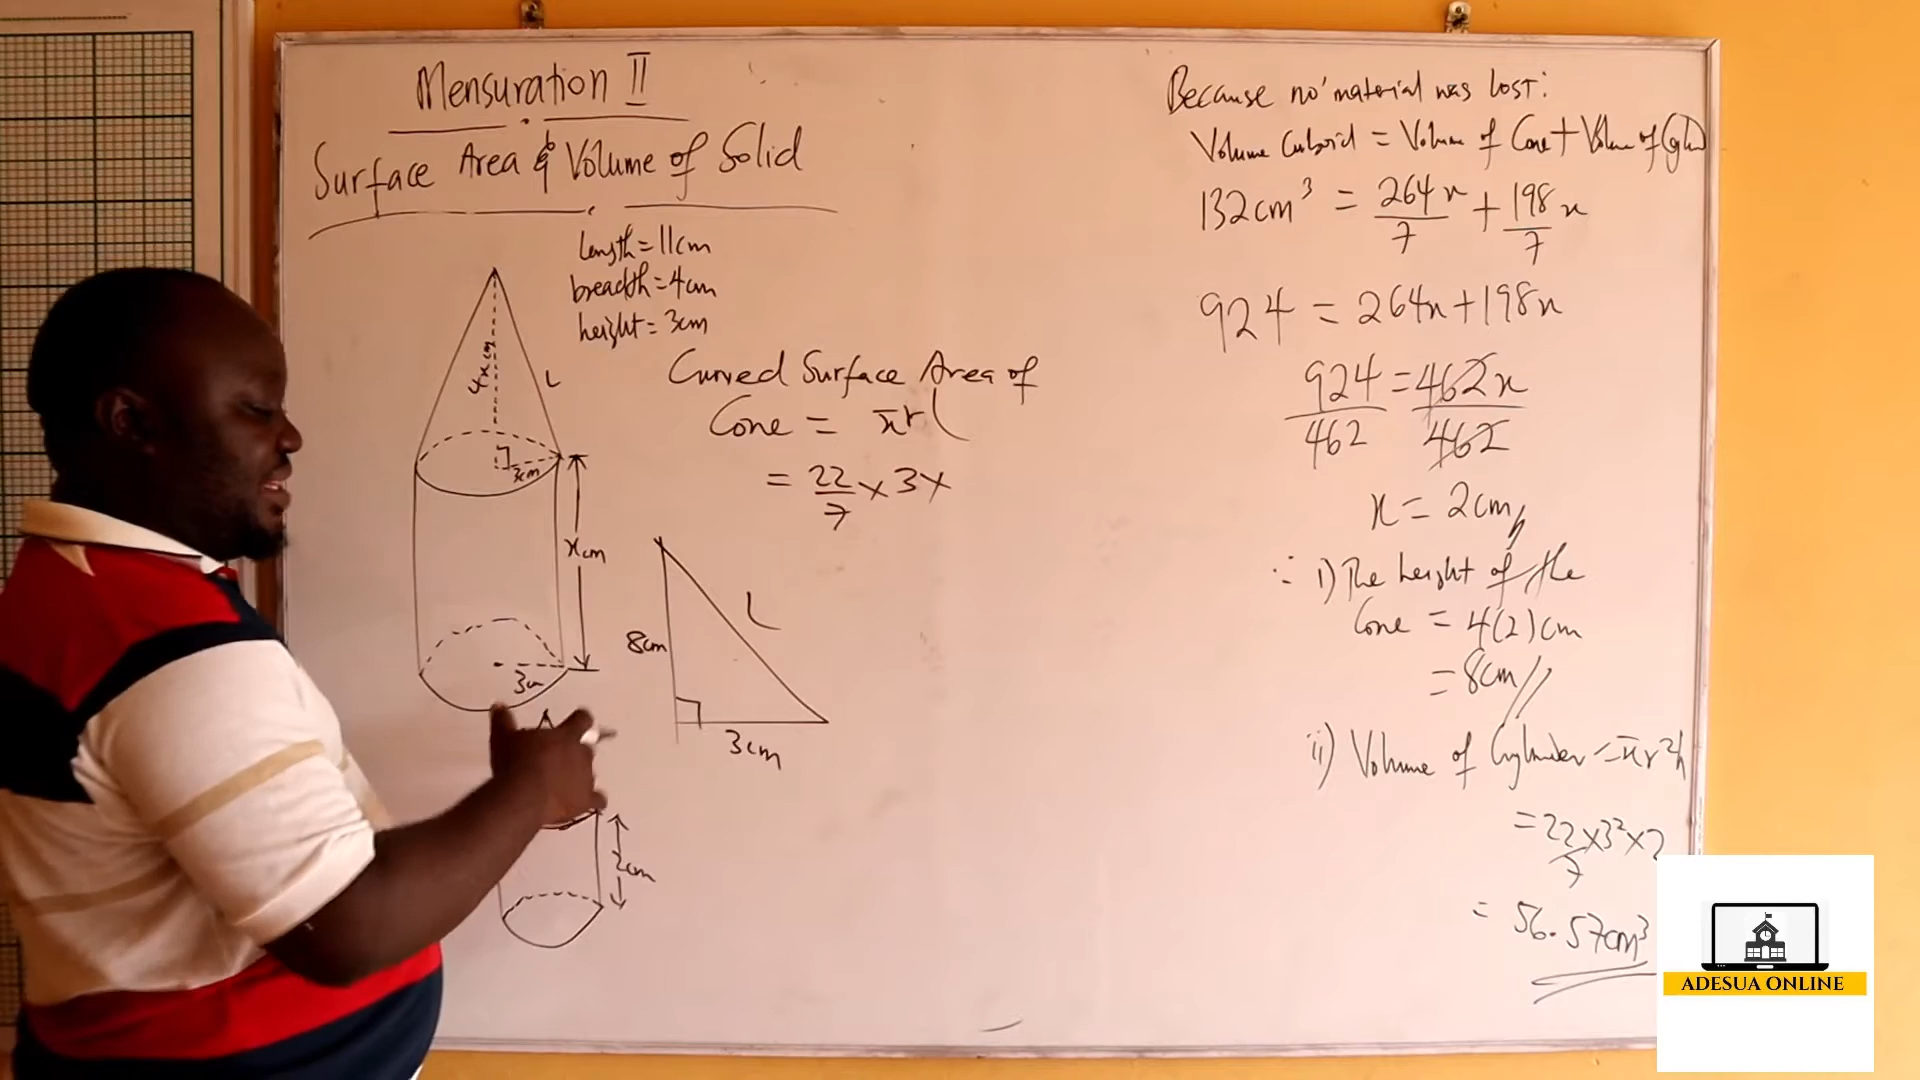 Mensuration II
Surface Area & Volume of Solid
Length = 11cm
breadth = 4cm
height = 3cm
4x cm
L
3cm
x cm
3cm
Curved Surface Area of
Cone = πrL
= 22/7 × 3 ×
8cm
L
3cm
2cm
Because no material was lost:
Volume Cuboid = Volume of Cone + Volume of
132cm³ = 264x/7 + 198x/7
924 = 264x + 198x
924/462 = 462x/462
x = 2cm
∴ i) The height of the
Cone = 4(2)cm
= 8cm
ii) Volume of Cylinder = πr²h
= 22/7 × 3² × 2
= 56.57cm³
ADESUA ONLINE